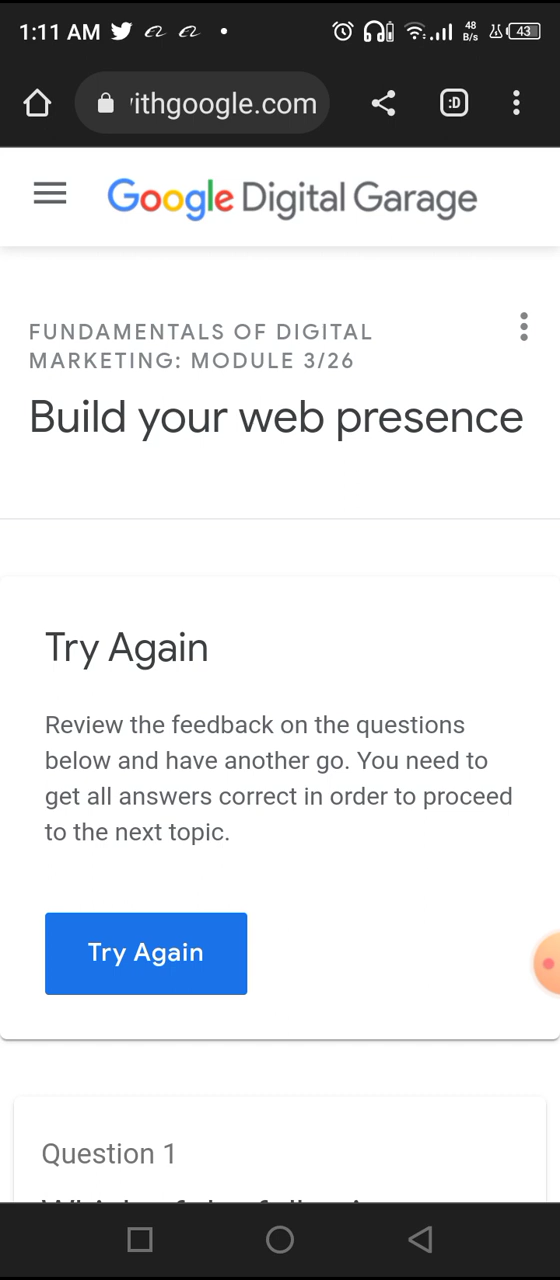 1:11 AM
48
B/s
43
ithgoogle.com
:D
Google Digital Garage
FUNDAMENTALS OF DIGITAL
MARKETING: MODULE 3/26
Build your web presence
Try Again
Review the feedback on the questions
below and have another go. You need to
get all answers correct in order to proceed
to the next topic.
Try Again
Question 1